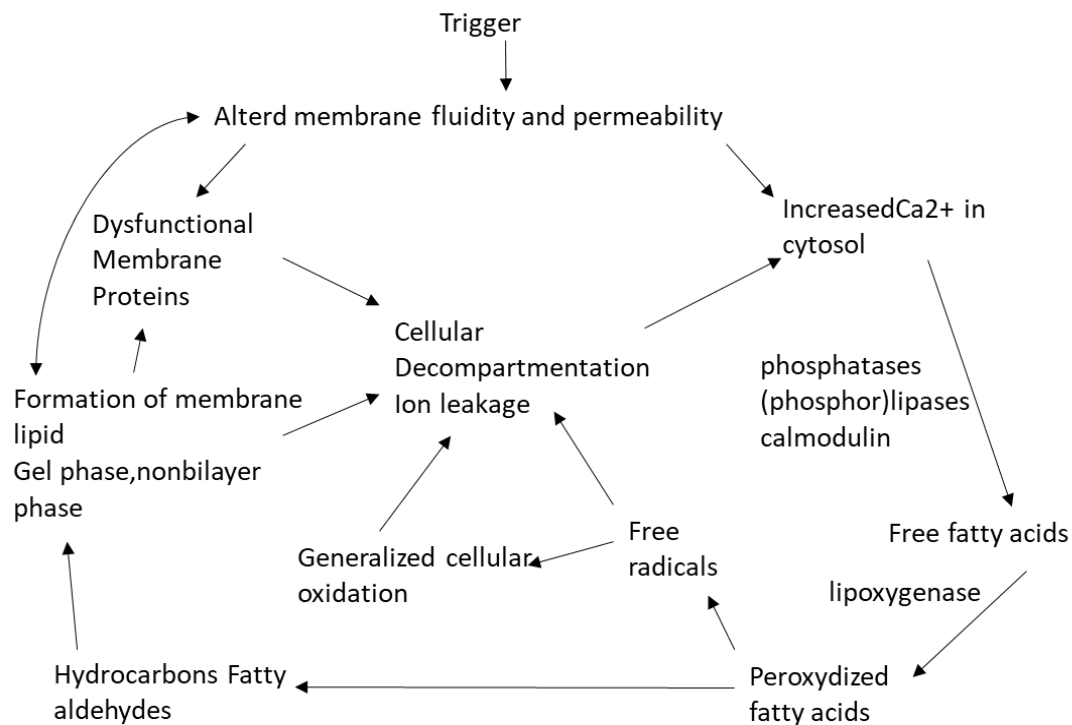 Trigger
Alterd membrane fluidity and permeability
Dysfunctional
Membrane
Proteins
IncreasedCa2+ in
cytosol
Cellular
Decompartmentation
Ion leakage
phosphatases
(phosphor)lipases
calmodulin
Formation of membrane
lipid
Gel phase,nonbilayer
phase
Generalized cellular
oxidation
Free
radicals
Free fatty acids
lipoxygenase
Hydrocarbons Fatty
aldehydes
Peroxydized
fatty acids